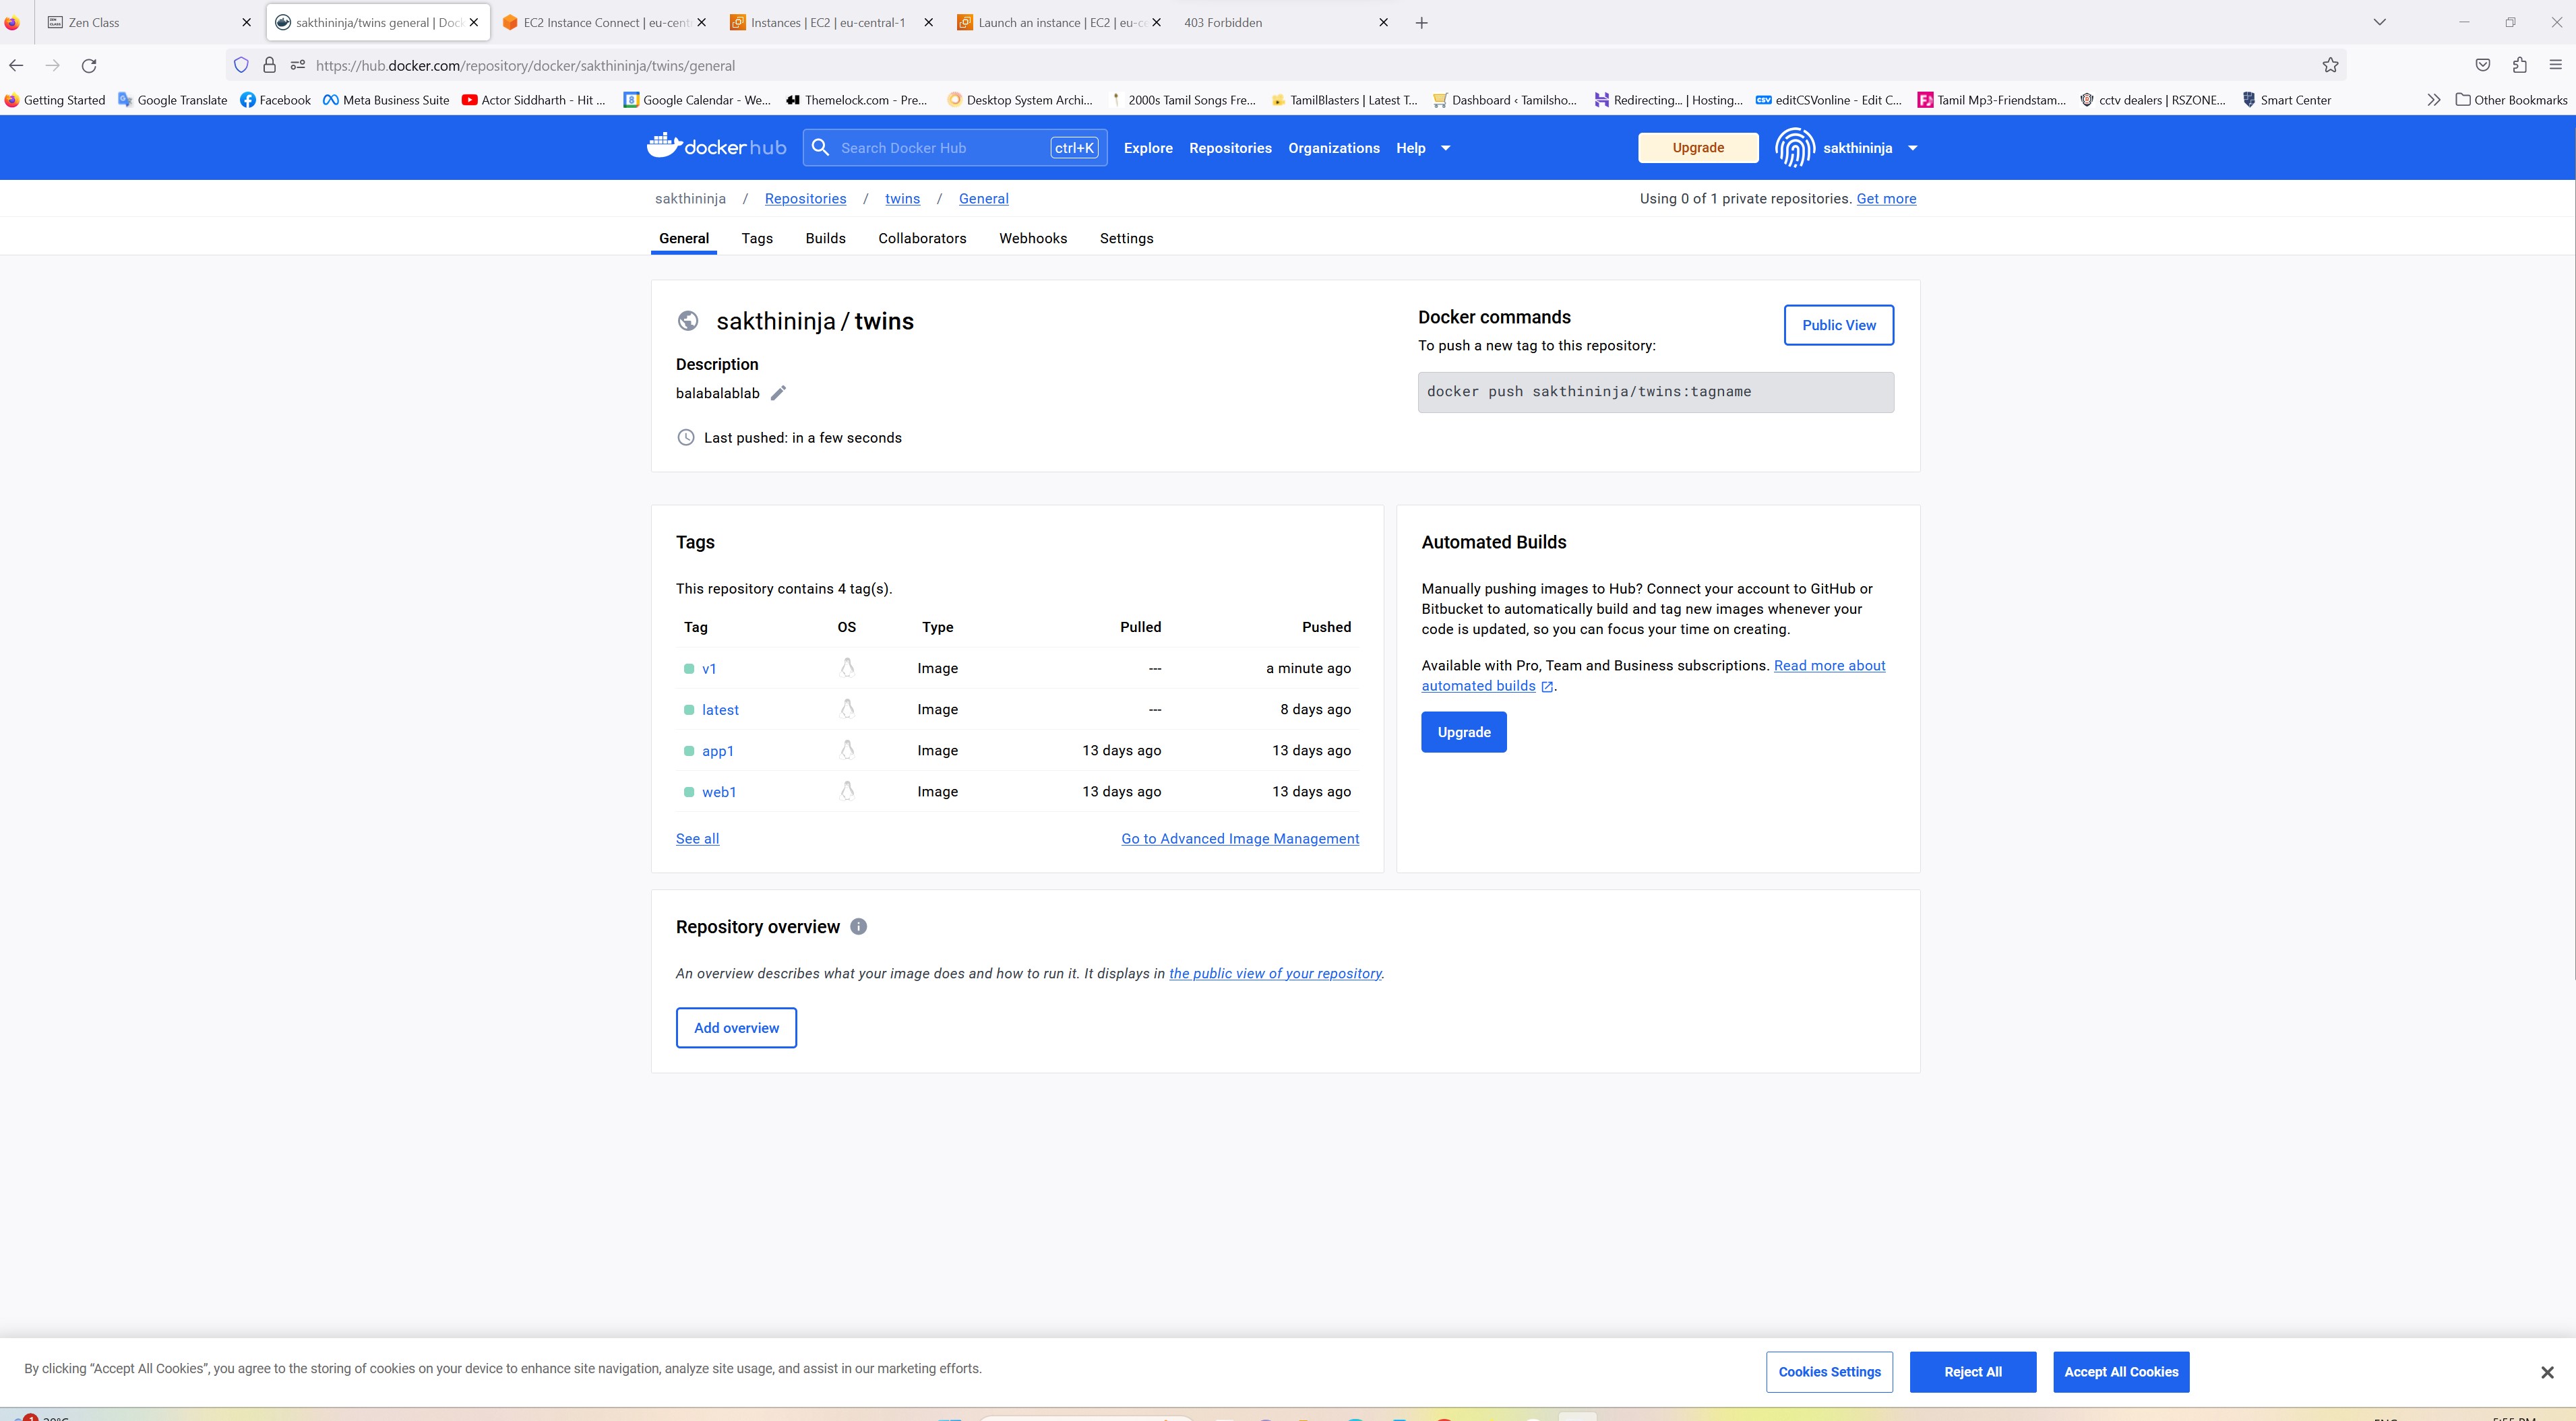 Zen Class
sakthininja/twins general | Dock
EC2 Instance Connect | eu-cent
Instances | EC2 | eu-central-1
Launch an instance | EC2 | eu-ce
403 Forbidden
https://hub.docker.com/repository/docker/sakthininja/twins/general
Getting Started
Google Translate
Facebook
Meta Business Suite
Actor Siddharth - Hit ...
Google Calendar - We...
Themelock.com - Pre...
Desktop System Archi...
2000s Tamil Songs Fre...
TamilBlasters | Latest T...
Dashboard ‹ Tamilsho...
Redirecting... | Hosting...
editCSVonline - Edit C...
Tamil Mp3-Friendstam...
cctv dealers | RSZONE...
Smart Center
Other Bookmarks
docker hub
Search Docker Hub
ctrl+K
Explore
Repositories
Organizations
Help
Upgrade
sakthininja
sakthininja / Repositories / twins / General
Using 0 of 1 private repositories. Get more
General
Tags
Builds
Collaborators
Webhooks
Settings
sakthininja / twins
Description
balabalablab
Last pushed: in a few seconds
Docker commands
Public View
To push a new tag to this repository:
docker push sakthininja/twins:tagname
Tags
This repository contains 4 tag(s).
Tag OS Type Pulled Pushed
v1 Image --- a minute ago
latest Image --- 8 days ago
app1 Image 13 days ago 13 days ago
web1 Image 13 days ago 13 days ago
See all
Go to Advanced Image Management
Automated Builds
Manually pushing images to Hub? Connect your account to GitHub or
Bitbucket to automatically build and tag new images whenever your
code is updated, so you can focus your time on creating.
Available with Pro, Team and Business subscriptions. Read more about
automated builds .
Upgrade
Repository overview
An overview describes what your image does and how to run it. It displays in the public view of your repository.
Add overview
By clicking “Accept All Cookies”, you agree to the storing of cookies on your device to enhance site navigation, analyze site usage, and assist in our marketing efforts.
Cookies Settings
Reject All
Accept All Cookies